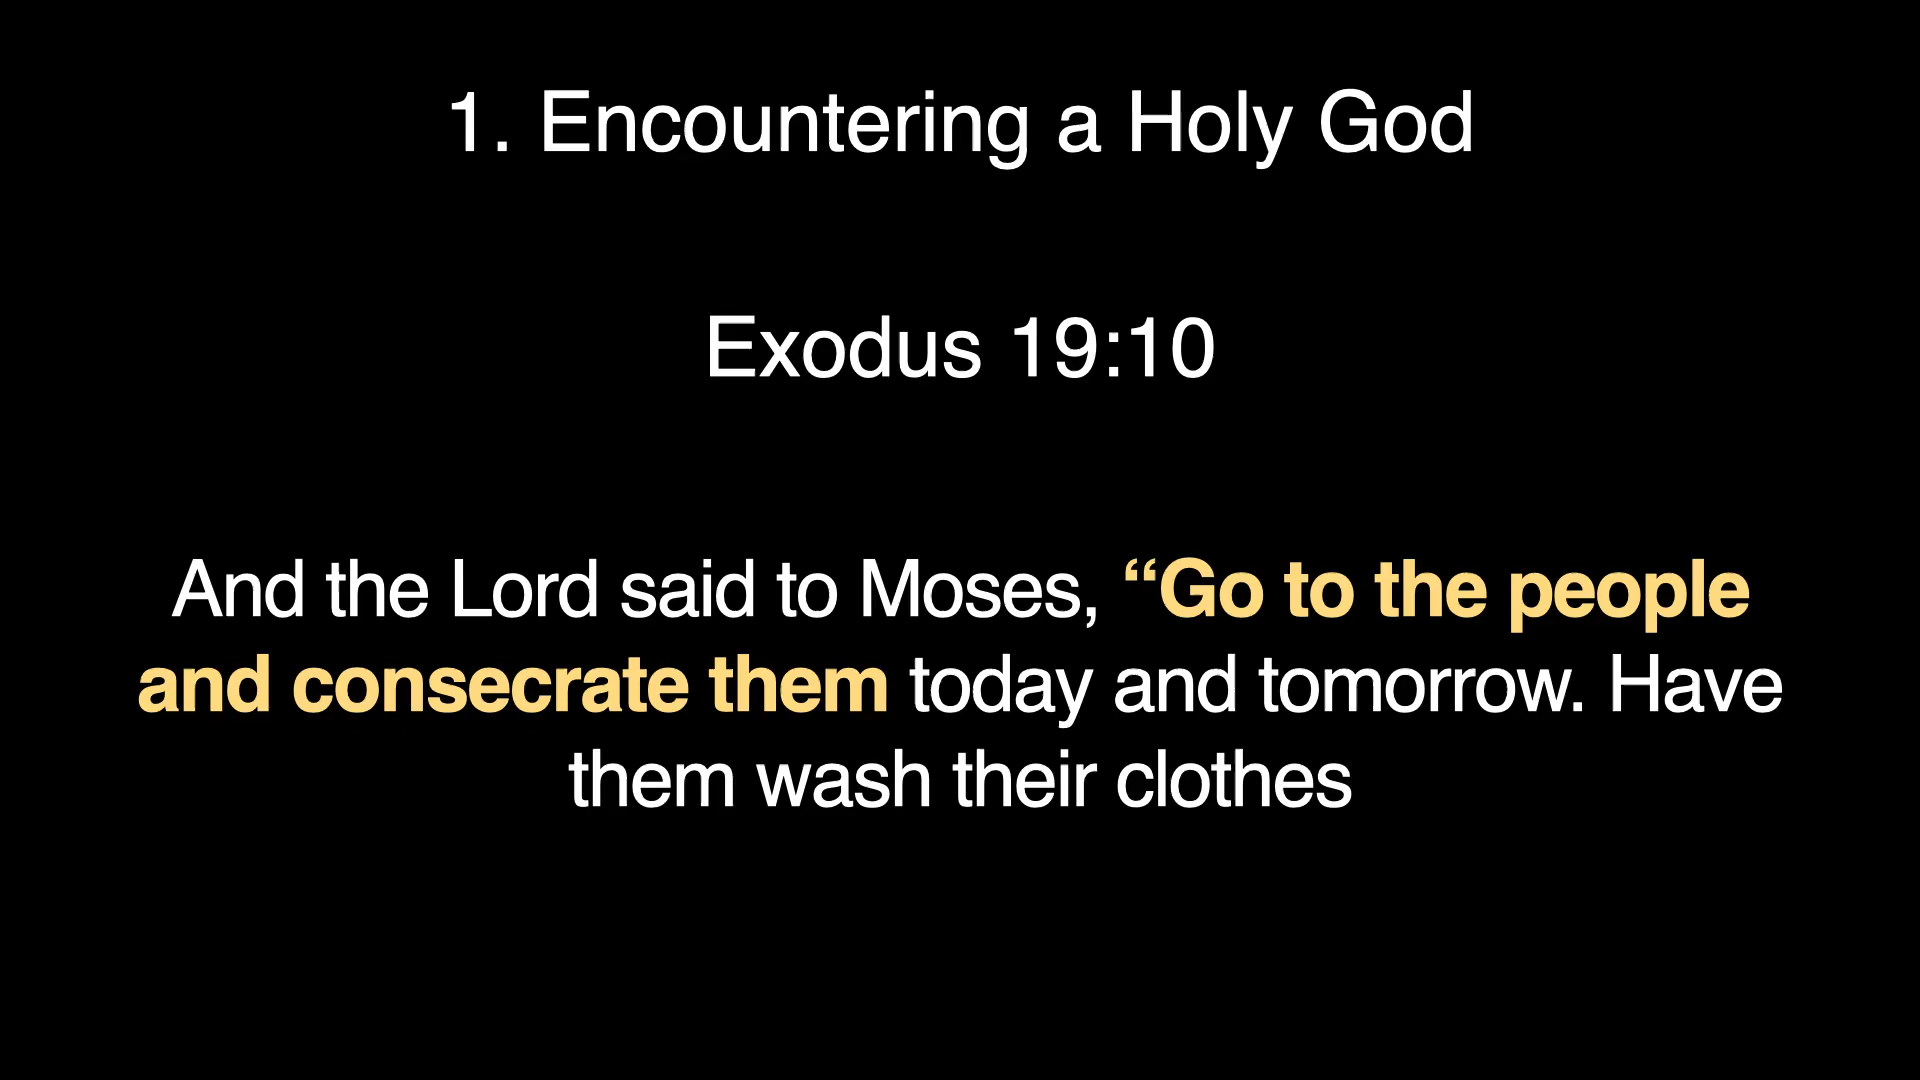 1. Encountering a Holy God
Exodus 19:10
And the Lord said to Moses, “Go to the people
and consecrate them today and tomorrow. Have
them wash their clothes